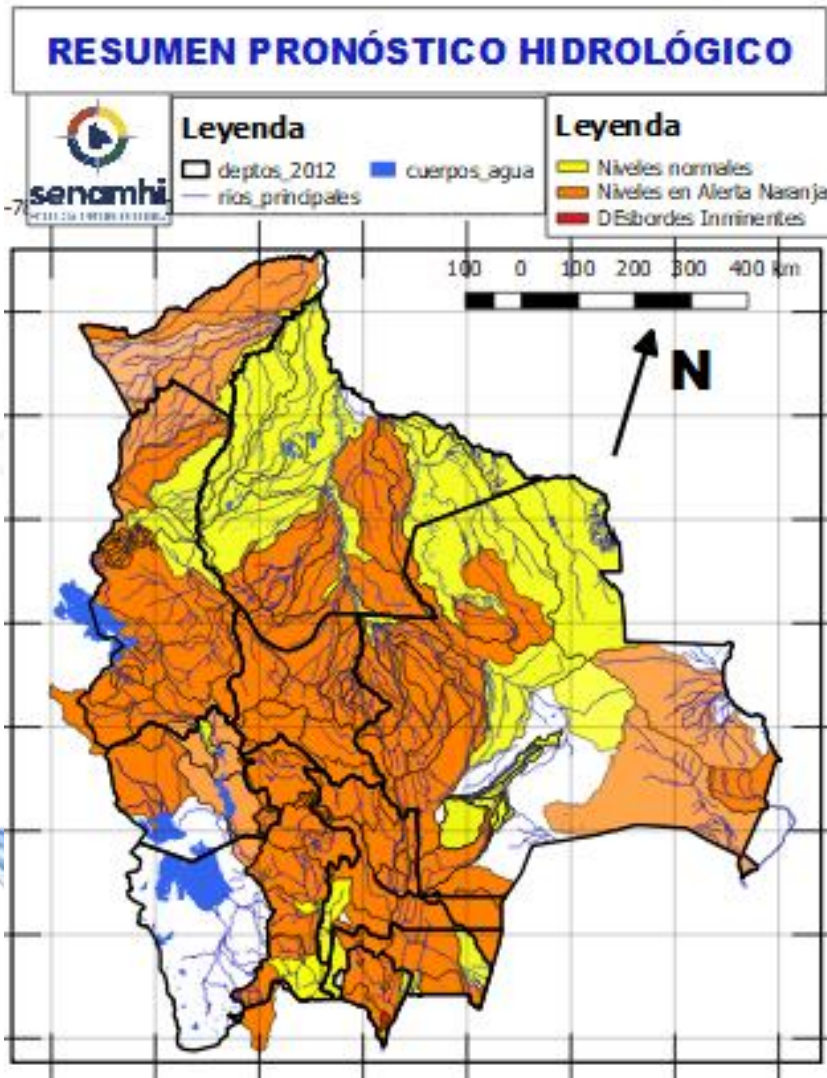 RESUMEN PRONÓSTICO HIDROLÓGICO
senamhi
Leyenda
deptos_2012
cuerpos_agua
rios_principales
Leyenda
Niveles normales
Niveles en Alerta Naranja
DEsbordes Inminentes
100 0 100 200 300 400 km
N